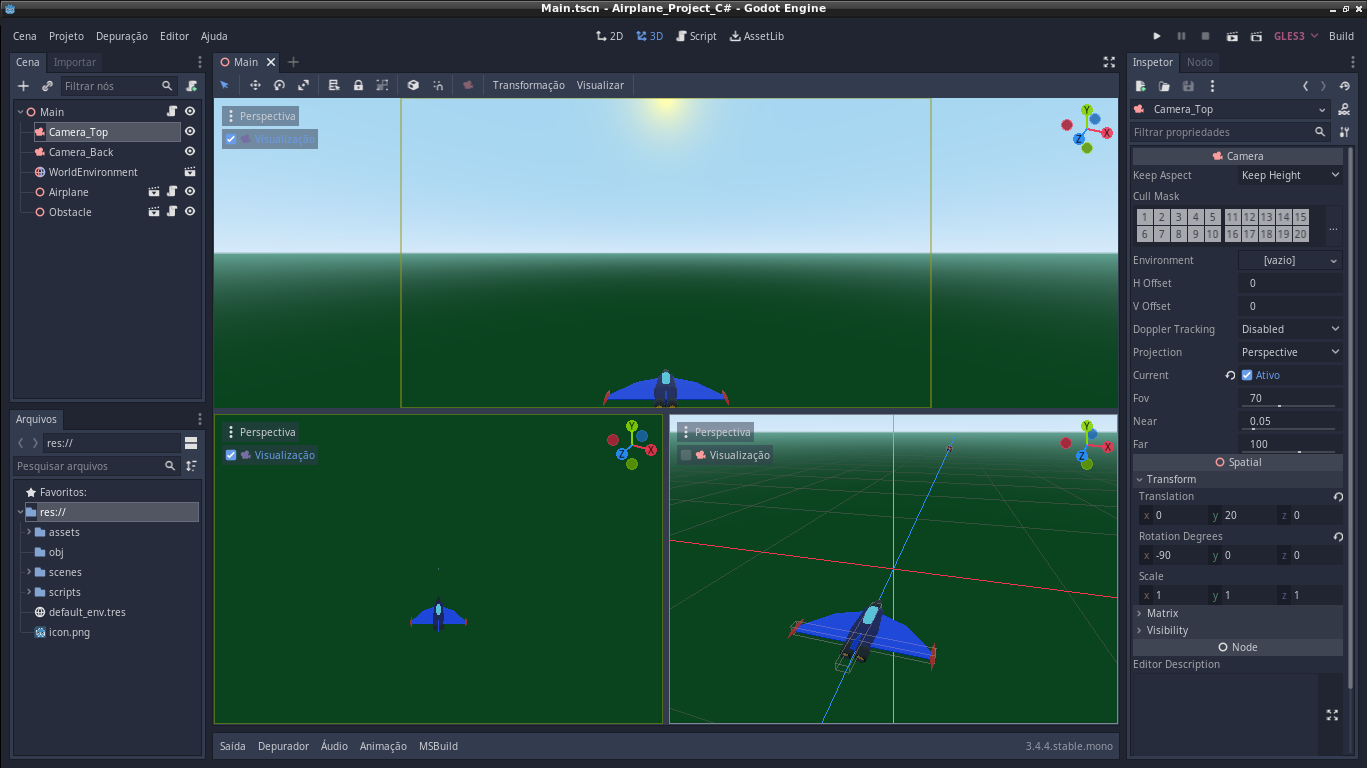 Main.tscn - Airplane_Project_C# - Godot Engine
Cena Projeto Depuração Editor Ajuda
2D 3D Script AssetLib
GLES3 Build
Cena Importar
Filtrar nós
Main
Camera_Top
Camera_Back
WorldEnvironment
Airplane
Obstacle
Arquivos
res://
Pesquisar arquivos
Favoritos:
res://
assets
obj
scenes
scripts
default_env.tres
icon.png
Main
Transformação Visualizar
Perspectiva
Visualização
Y
X
Z
Perspectiva
Visualização
Y
X
Z
Perspectiva
Visualização
Y
X
Z
Saída Depurador Áudio Animação MSBuild
3.4.4.stable.mono
Inspetor Nodo
Camera_Top
Filtrar propriedades
Camera
Keep Aspect Keep Height
Cull Mask
1 2 3 4 5 11 12 13 14 15
6 7 8 9 10 16 17 18 19 20
...
Environment [vazio]
H Offset 0
V Offset 0
Doppler Tracking Disabled
Projection Perspective
Current Ativo
Fov 70
Near 0.05
Far 100
Spatial
Transform
Translation
x 0 y 20 z 0
Rotation Degrees
x -90 y 0 z 0
Scale
x 1 y 1 z 1
Matrix
Visibility
Node
Editor Description